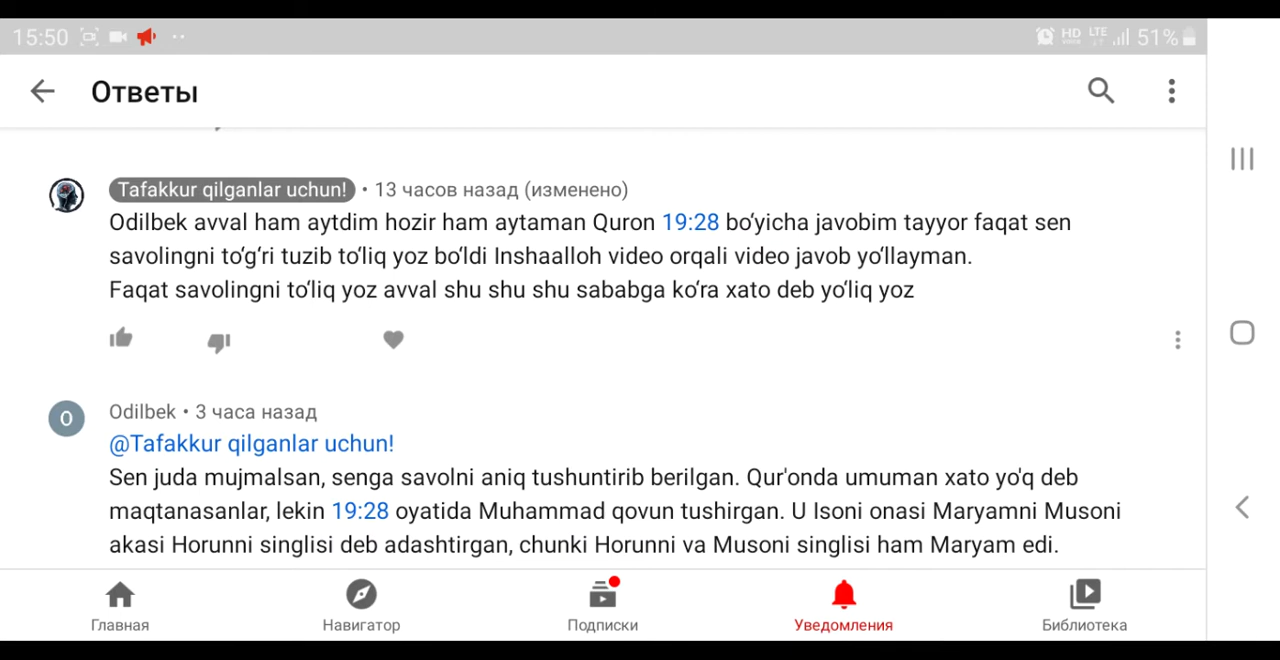 15:50
HD LTE 51%
Ответы
Tafakkur qilganlar uchun! • 13 часов назад (изменено)
Odilbek avval ham aytdim hozir ham aytaman Quron 19:28 bo‘yicha javobim tayyor faqat sen
savolingni to‘g‘ri tuzib to‘liq yoz bo‘ldi Inshaalloh video orqali video javob yo‘llayman.
Faqat savolingni to‘liq yoz avval shu shu shu sababga ko‘ra xato deb yo‘liq yoz
O
Odilbek • 3 часа назад
@Tafakkur qilganlar uchun!
Sen juda mujmalsan, senga savolni aniq tushuntirib berilgan. Qur'onda umuman xato yo'q deb
maqtanasanlar, lekin 19:28 oyatida Muhammad qovun tushirgan. U Isoni onasi Maryamni Musoni
akasi Horunni singlisi deb adashtirgan, chunki Horunni va Musoni singlisi ham Maryam edi.
Главная Навигатор Подписки Уведомления Библиотека